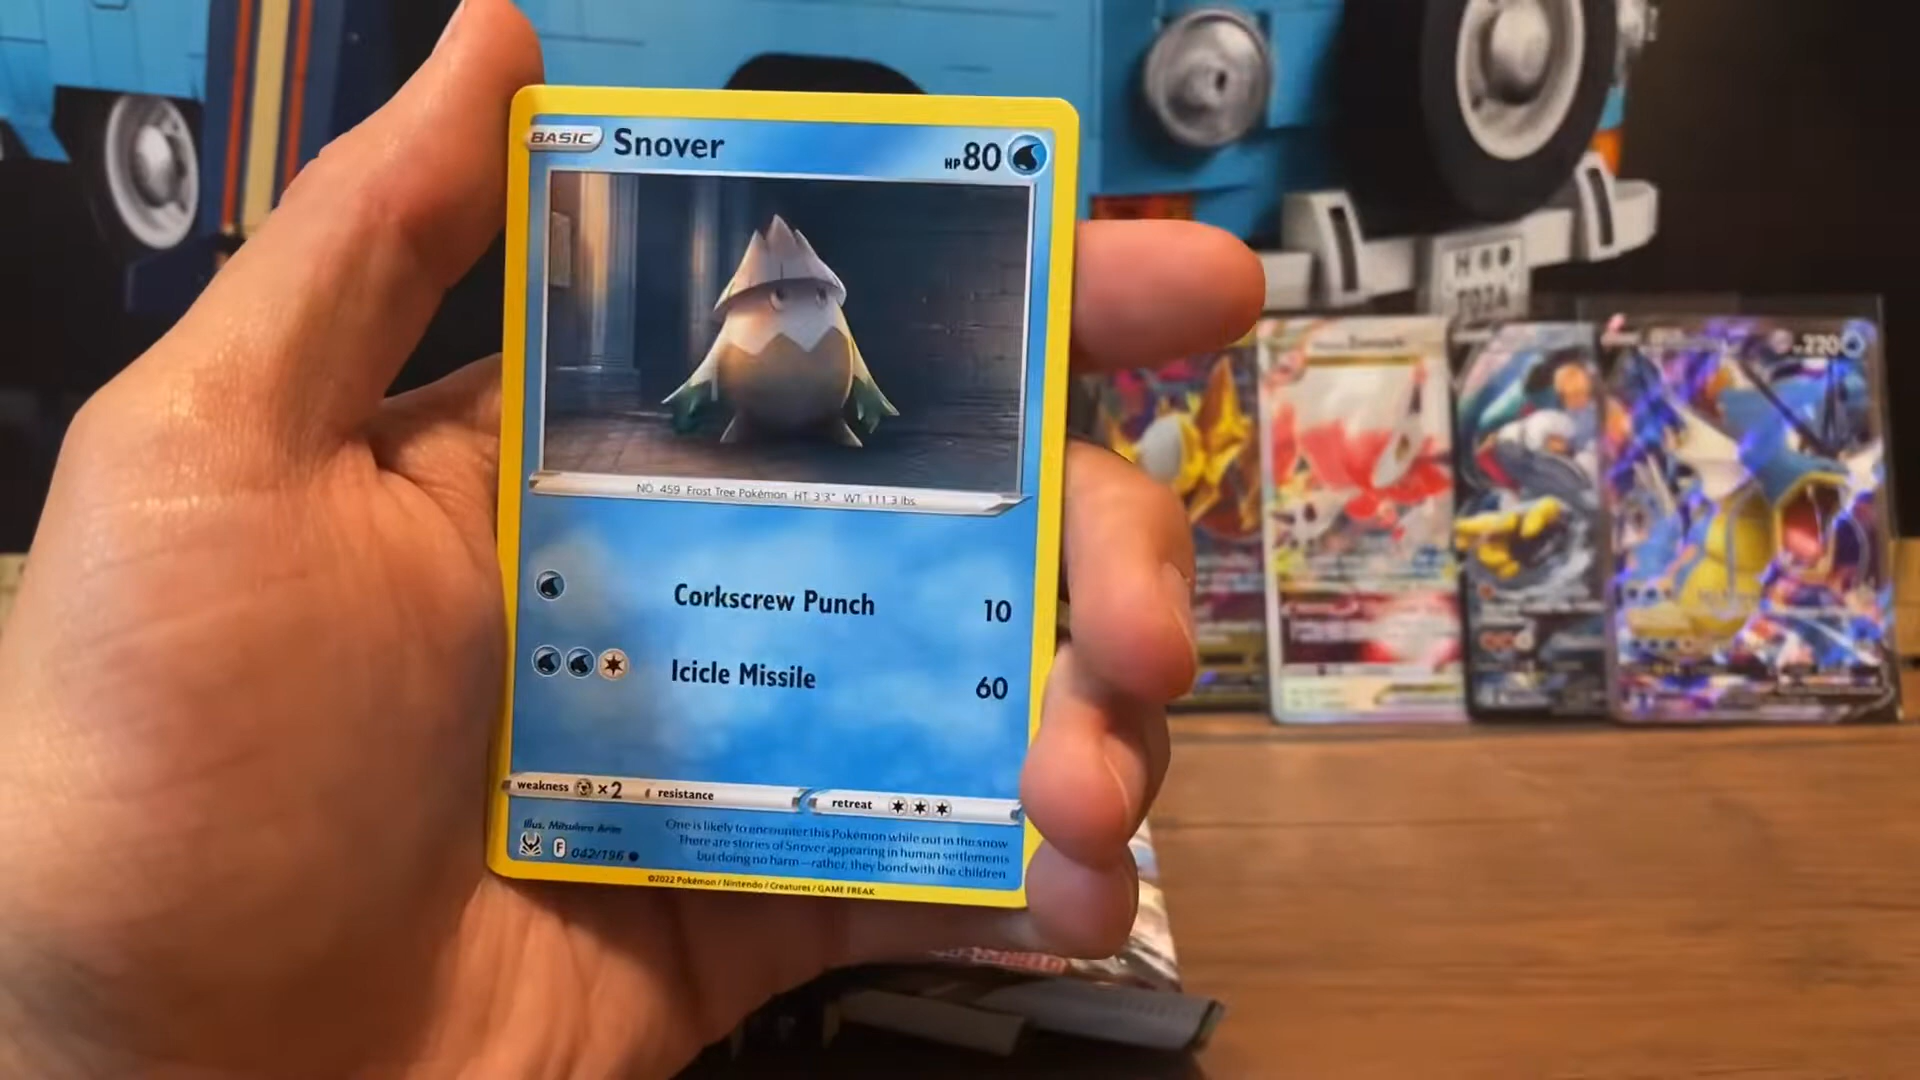 BASIC Snover HP 80
NO. 459 Frost Tree Pokémon HT 3'3" WT 111.3 lbs.
Corkscrew Punch 10
Icicle Missile 60
weakness ×2 resistance retreat
Illus. Mitsuhiro Arita
One is likely to encounter this Pokémon while out in the snow.
There are stories of Snover appearing in human settlements
but doing no harm—rather, they bond with the children.
F 042/196
©2022 Pokémon / Nintendo / Creatures / GAME FREAK
220